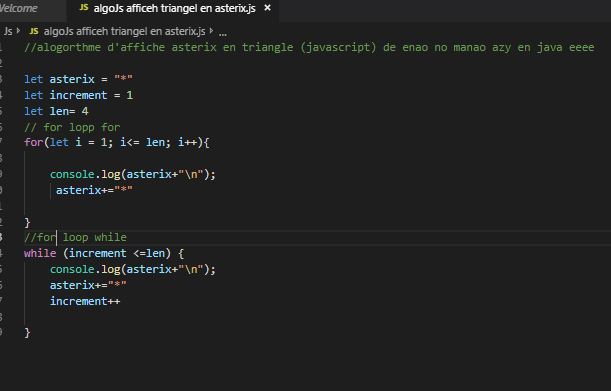 Welcome
JS algoJs afficeh triangel en asterix.js ×
Js > JS algoJs afficeh triangel en asterix.js > ...
//alogorthme d'affiche asterix en triangle (javascript) de enao no manao azy en java eeee
let asterix = "*"
let increment = 1
let len= 4
// for lopp for
for(let i = 1; i<= len; i++){
console.log(asterix+"\n");
asterix+="*"
}
//for loop while
while (increment <=len) {
console.log(asterix+"\n");
asterix+="*"
increment++
}